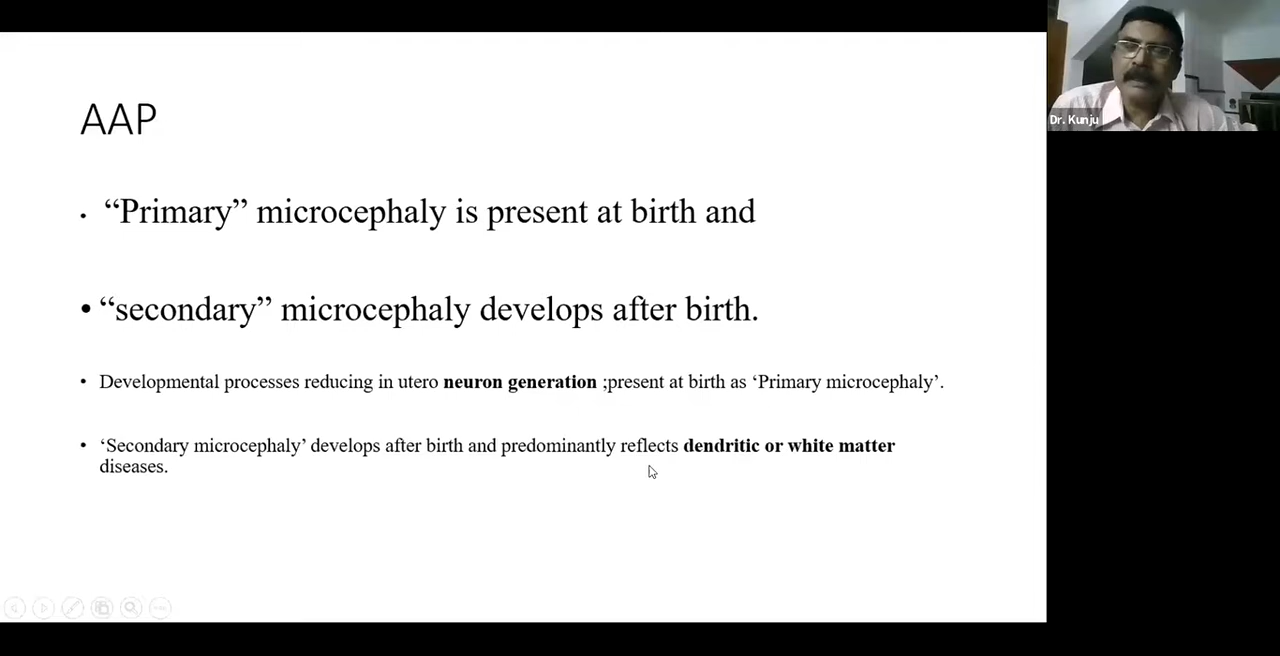 AAP
• “Primary” microcephaly is present at birth and
• “secondary” microcephaly develops after birth.
• Developmental processes reducing in utero neuron generation ;present at birth as ‘Primary microcephaly’.
• ‘Secondary microcephaly’ develops after birth and predominantly reflects dendritic or white matter
diseases.
Dr. Kunju